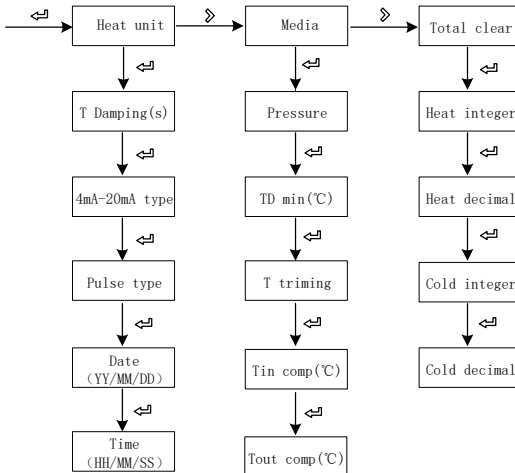 Heat unit
Media
Total clear
T Damping(s)
Pressure
Heat integer
4mA-20mA type
TD min(℃)
Heat decimal
Pulse type
T triming
Cold integer
Date
（YY/MM/DD）
Tin comp(℃)
Cold decimal
Time
(HH/MM/SS)
Tout comp(℃)